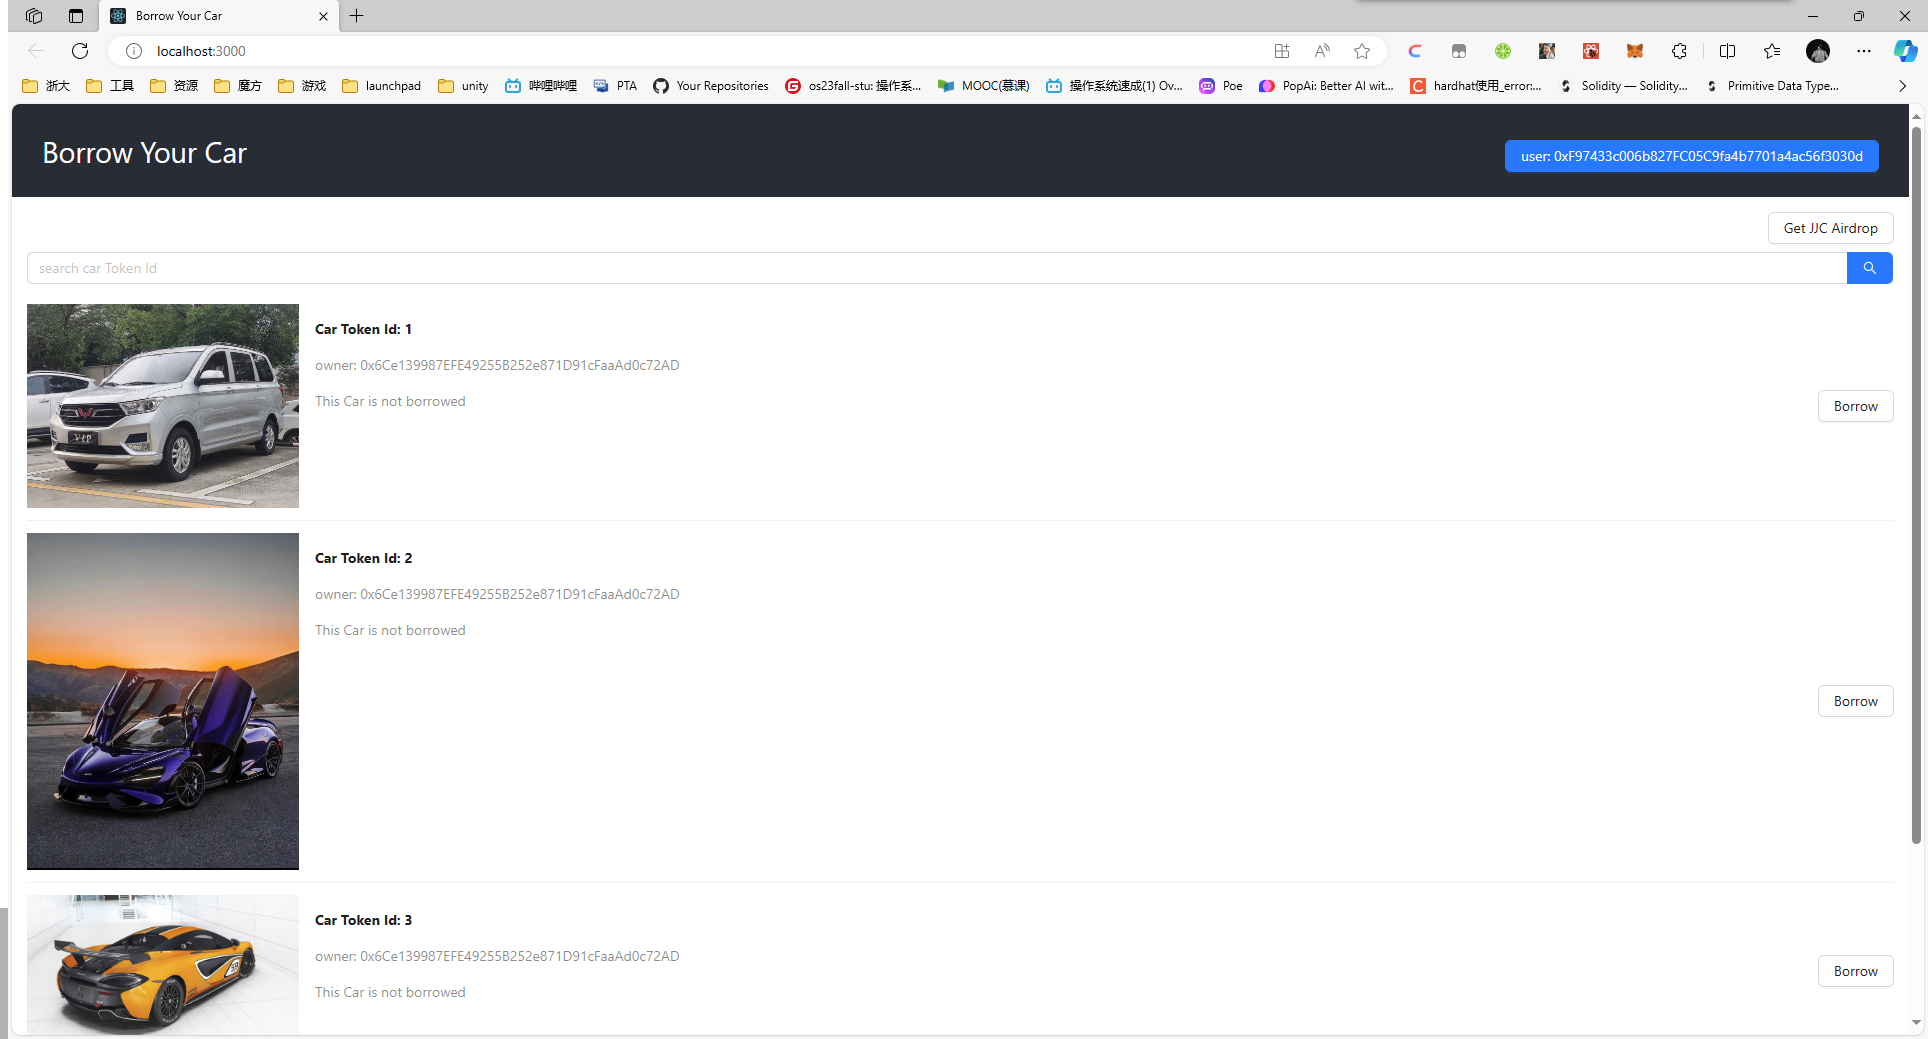 Borrow Your Car
localhost:3000
浙大 工具 资源 魔方 游戏 launchpad unity 哔哩哔哩 PTA Your Repositories os23fall-stu: 操作系... MOOC(慕课) 操作系统速成(1) Ov... Poe PopAi: Better AI wit... hardhat使用_error:... Solidity — Solidity... Primitive Data Type...
Borrow Your Car
user: 0xF97433c006b827FC05C9fa4b7701a4ac56f3030d
Get JJC Airdrop
search car Token Id
Car Token Id: 1
owner: 0x6Ce139987EFE49255B252e871D91cFaaAd0c72AD
This Car is not borrowed
Borrow
VIP
Car Token Id: 2
owner: 0x6Ce139987EFE49255B252e871D91cFaaAd0c72AD
This Car is not borrowed
Borrow
Car Token Id: 3
owner: 0x6Ce139987EFE49255B252e871D91cFaaAd0c72AD
This Car is not borrowed
Borrow